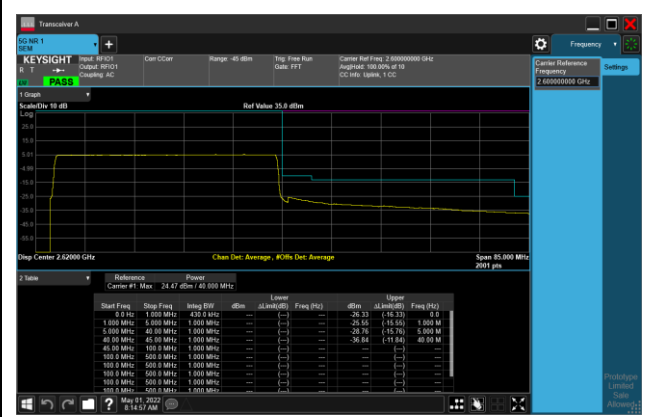 Transceiver A
5G NR 1
SEM
Frequency
KEYSIGHT
R T
PASS
Input: RFIO1
Output: RFIO1
Coupling: AC
Corr CCorr
Range: -45 dBm
Trig: Free Run
Gate: FFT
Carrier Ref Freq: 2.600000000 GHz
Avg|Hold: 100.00% of 10
CC Info: Uplink, 1 CC
Carrier Reference
Frequency
2.600000000 GHz
Settings
1 Graph
Scale/Div 10 dB
Ref Value 35.0 dBm
Log
25.0
15.0
5.01
-4.99
-15.0
-25.0
-35.0
-45.0
-55.0
Disp Center 2.62000 GHz
Chan Det: Average , #Offs Det: Average
Span 85.000 MHz
2001 pts
2 Table
Reference Power
Carrier #1 Max 24.47 dBm / 40.000 MHz
Lower Upper
Start Freq Stop Freq Integ BW dBm ΔLimit(dB) Freq (Hz) dBm ΔLimit(dB) Freq (Hz)
0.0 Hz 1.000 MHz 430.0 kHz --- (---) --- -26.33 (-16.33) 0.0
1.000 MHz 5.000 MHz 1.000 MHz --- (---) --- -25.55 (-15.55) 1.000 M
5.000 MHz 40.00 MHz 1.000 MHz --- (---) --- -28.76 (-15.76) 5.000 M
40.00 MHz 45.00 MHz 1.000 MHz --- (---) --- -36.84 (-11.84) 40.00 M
45.00 MHz 100.0 MHz 1.000 MHz --- (---) --- --- (---) ---
100.0 MHz 500.0 MHz 1.000 MHz --- (---) --- --- (---) ---
100.0 MHz 500.0 MHz 1.000 MHz --- (---) --- --- (---) ---
100.0 MHz 500.0 MHz 1.000 MHz --- (---) --- --- (---) ---
100.0 MHz 500.0 MHz 1.000 MHz --- (---) --- --- (---) ---
May 01, 2022
8:14:57 AM
Prototype
Limited
Sale
Allowed